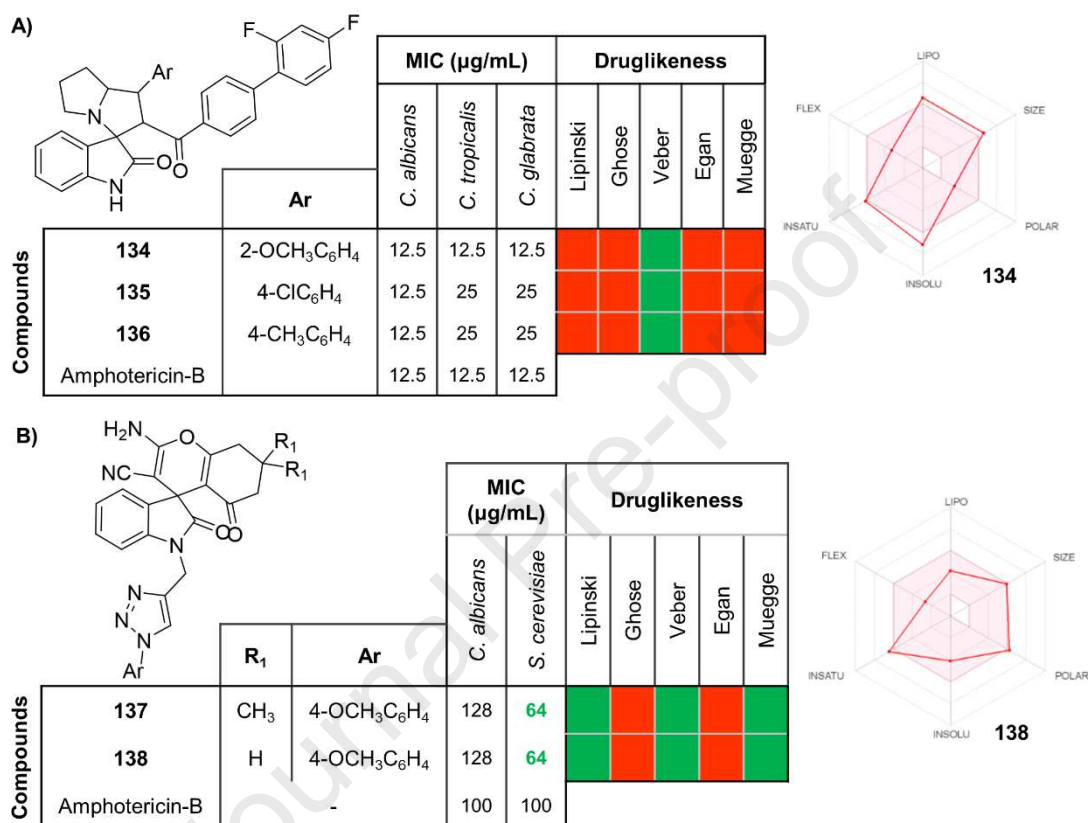 A)
F
F
Ar
N
O
N
H
O
MIC (µg/mL)
Druglikeness
Ar
C. albicans
C. tropicalis
C. glabrata
Lipinski
Ghose
Veber
Egan
Muegge
Compounds
134 2-OCH3C6H4 12.5 12.5 12.5
135 4-ClC6H4 12.5 25 25
136 4-CH3C6H4 12.5 25 25
Amphotericin-B 12.5 12.5 12.5
LIPO
FLEX
SIZE
INSATU
POLAR
INSOLU
134
B)
H2N
O
R1
R1
NC
O
O
N
N
N
N
Ar
MIC
(µg/mL)
Druglikeness
R1
Ar
C. albicans
S. cerevisiae
Lipinski
Ghose
Veber
Egan
Muegge
Compounds
137 CH3 4-OCH3C6H4 128 64
138 H 4-OCH3C6H4 128 64
Amphotericin-B - 100 100
LIPO
FLEX
SIZE
INSATU
POLAR
INSOLU
138
Journal Pre-proof